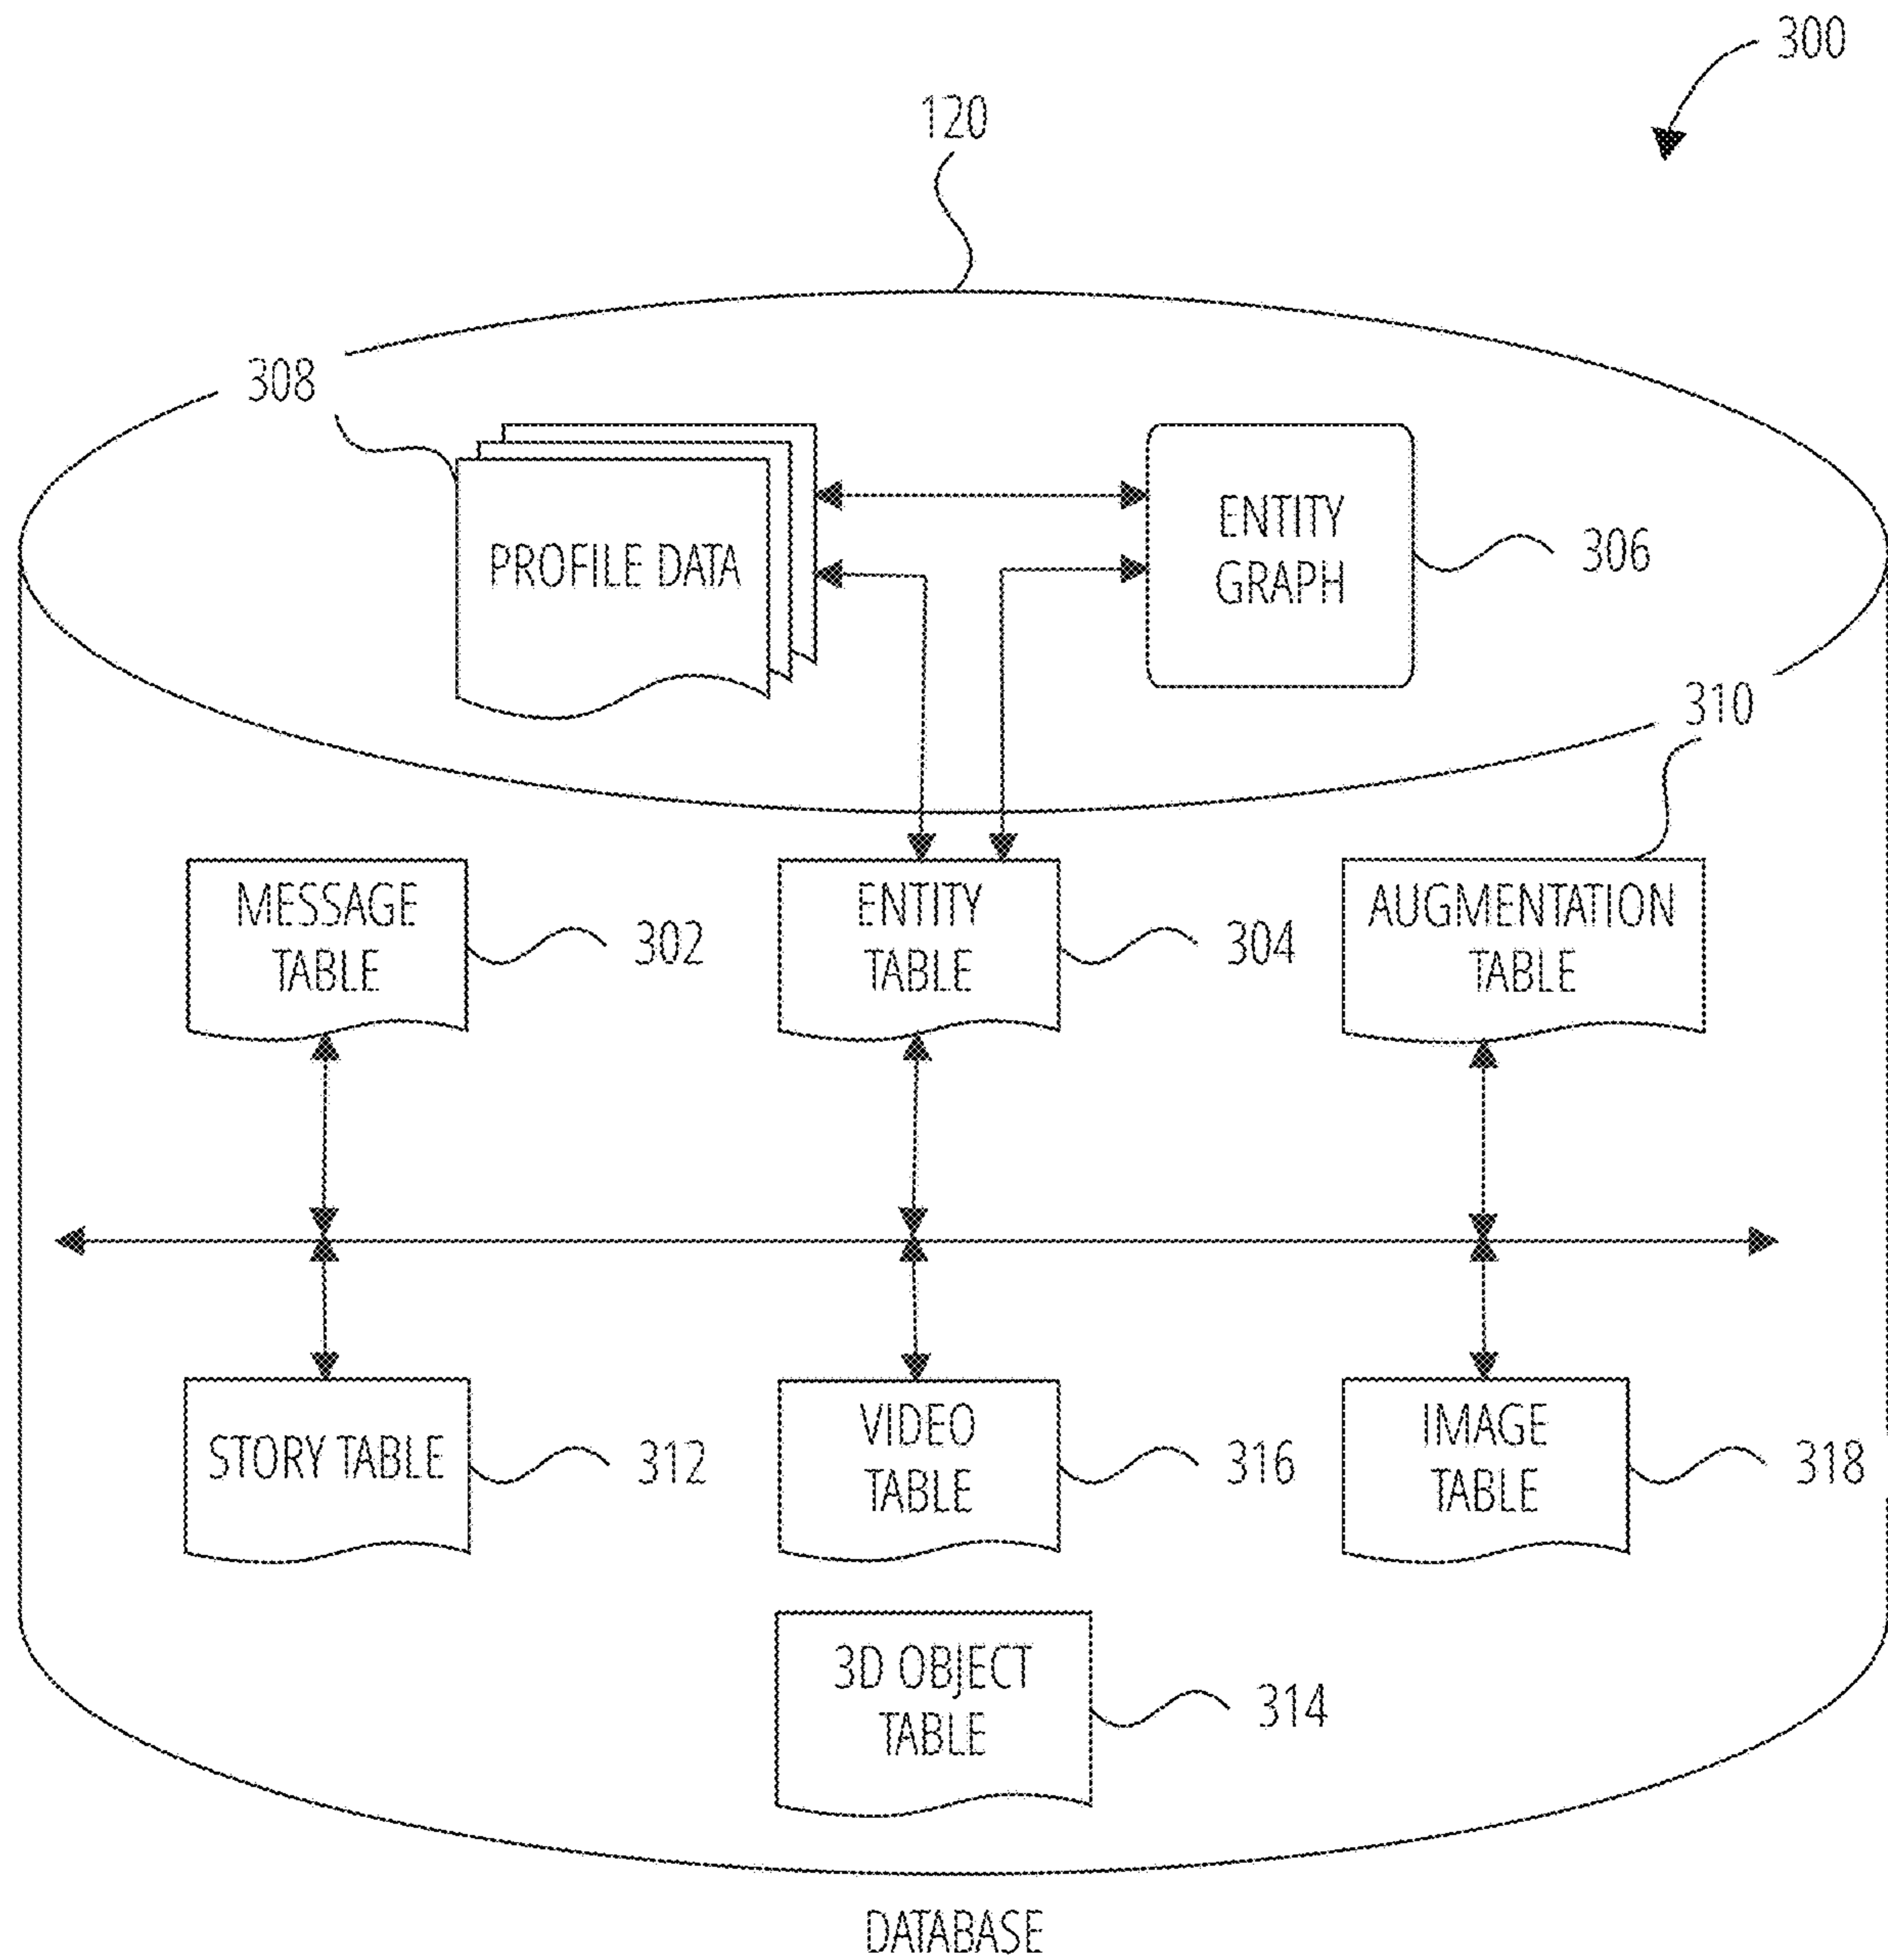 300
120
308
PROFILE DATA
ENTITY
GRAPH
306
310
MESSAGE
TABLE
302
ENTITY
TABLE
304
AUGMENTATION
TABLE
STORY TABLE
312
VIDEO
TABLE
316
IMAGE
TABLE
318
3D OBJECT
TABLE
314
DATABASE